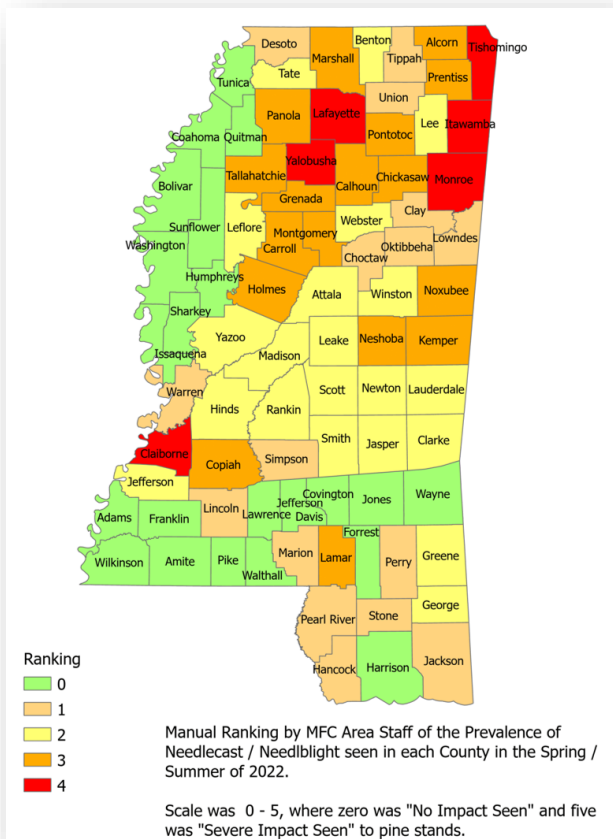 Desoto
Benton
Alcorn
Tishomingo
Marshall
Tippah
Tunica
Tate
Prentiss
Union
Panola
Lafayette
Lee
Itawamba
Coahoma
Quitman
Pontotoc
Yalobusha
Tallahatchie
Calhoun
Chickasaw
Monroe
Bolivar
Grenada
Sunflower
Leflore
Webster
Clay
Washington
Montgomery
Carroll
Oktibbeha
Lowndes
Choctaw
Humphreys
Holmes
Attala
Winston
Noxubee
Sharkey
Yazoo
Leake
Neshoba
Kemper
Issaquena
Madison
Warren
Scott
Newton
Lauderdale
Hinds
Rankin
Claiborne
Copiah
Simpson
Smith
Jasper
Clarke
Jefferson
Lincoln
Lawrence
Jefferson
Davis
Covington
Jones
Wayne
Adams
Franklin
Forrest
Wilkinson
Amite
Pike
Walthall
Marion
Lamar
Perry
Greene
George
Pearl River
Stone
Hancock
Harrison
Jackson
Ranking
0
1
2
3
4
Manual Ranking by MFC Area Staff of the Prevalence of
Needlecast / Needlblight seen in each County in the Spring /
Summer of 2022.
Scale was 0 - 5, where zero was "No Impact Seen" and five
was "Severe Impact Seen" to pine stands.